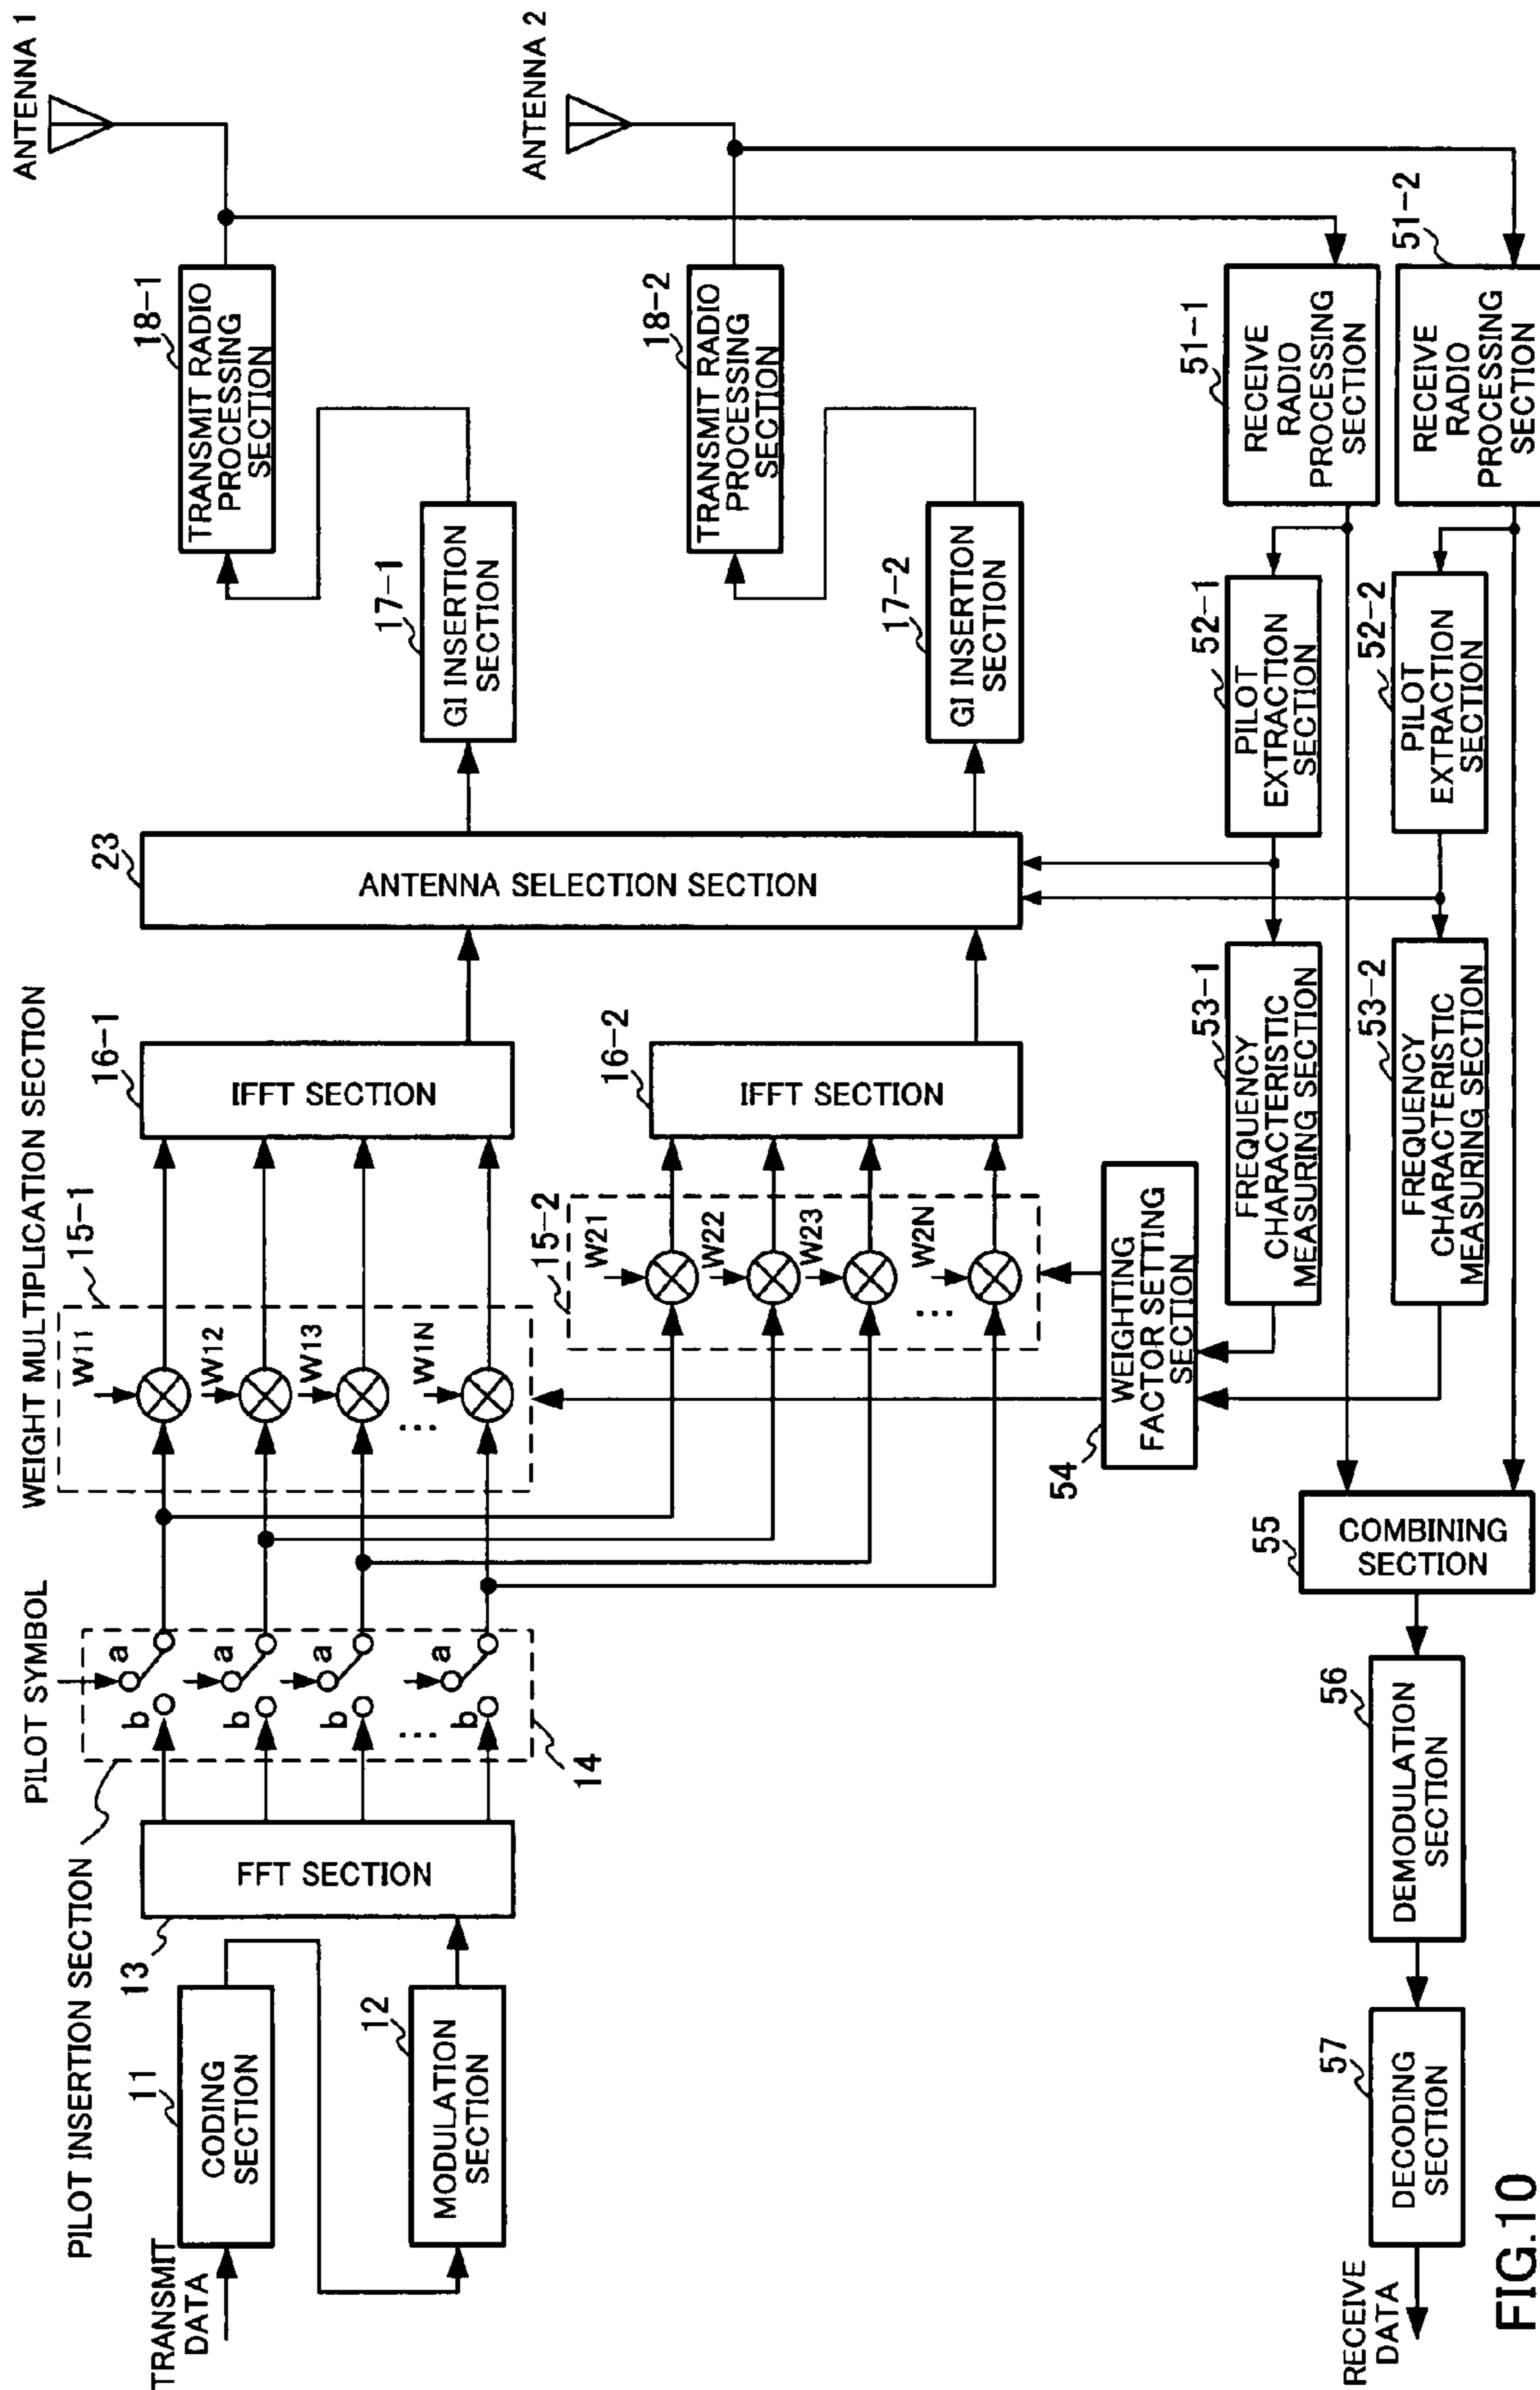 TRANSMIT
DATA
11
CODING
SECTION
12
MODULATION
SECTION
13
FFT SECTION
PILOT INSERTION SECTION
PILOT SYMBOL
a
b
a
b
a
b
...
a
b
14
WEIGHT MULTIPLICATION SECTION
15-1
W11
W12
W13
...
W1N
15-2
W21
W22
W23
...
W2N
16-1
IFFT SECTION
16-2
IFFT SECTION
23
ANTENNA SELECTION SECTION
17-1
GI INSERTION
SECTION
17-2
GI INSERTION
SECTION
18-1
TRANSMIT RADIO
PROCESSING
SECTION
18-2
TRANSMIT RADIO
PROCESSING
SECTION
ANTENNA 1
ANTENNA 2
51-1
RECEIVE
RADIO
PROCESSING
SECTION
51-2
RECEIVE
RADIO
PROCESSING
SECTION
52-1
PILOT
EXTRACTION
SECTION
52-2
PILOT
EXTRACTION
SECTION
53-1
FREQUENCY
CHARACTERISTIC
MEASURING SECTION
53-2
FREQUENCY
CHARACTERISTIC
MEASURING SECTION
54
WEIGHTING
FACTOR SETTING
SECTION
55
COMBINING
SECTION
56
DEMODULATION
SECTION
57
DECODING
SECTION
RECEIVE
DATA
FIG.10